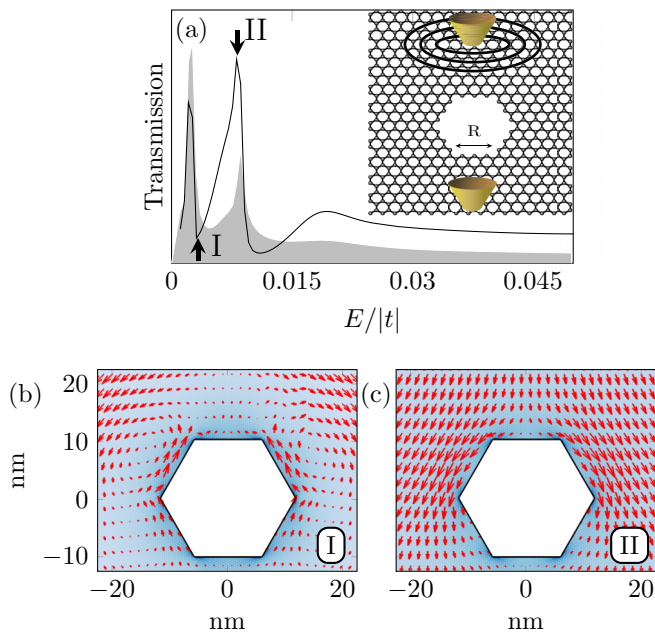 (a)
II
R
I
Transmission
0 0.015 0.03 0.045
E/|t|
(b) (c)
20
10
0
−10
nm
I II
−20 0 20 −20 0 20
nm nm